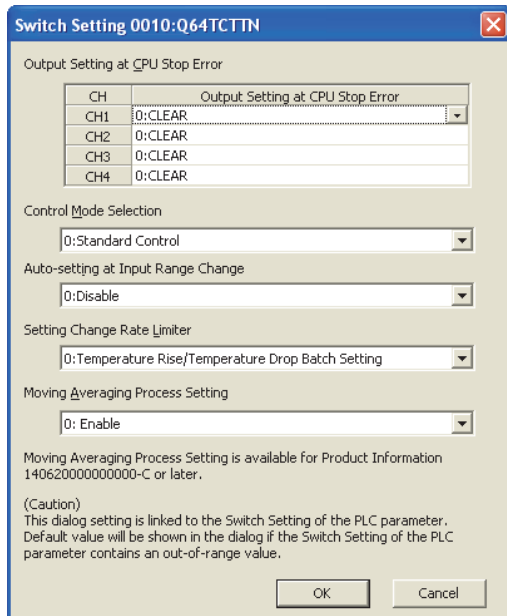 Switch Setting 0010:Q64TCTTN
Output Setting at CPU Stop Error
CH Output Setting at CPU Stop Error
CH1 0:CLEAR
CH2 0:CLEAR
CH3 0:CLEAR
CH4 0:CLEAR
Control Mode Selection
0:Standard Control
Auto-setting at Input Range Change
0:Disable
Setting Change Rate Limiter
0:Temperature Rise/Temperature Drop Batch Setting
Moving Averaging Process Setting
0: Enable
Moving Averaging Process Setting is available for Product Information
140620000000000-C or later.
(Caution)
This dialog setting is linked to the Switch Setting of the PLC parameter.
Default value will be shown in the dialog if the Switch Setting of the PLC
parameter contains an out-of-range value.
OK Cancel